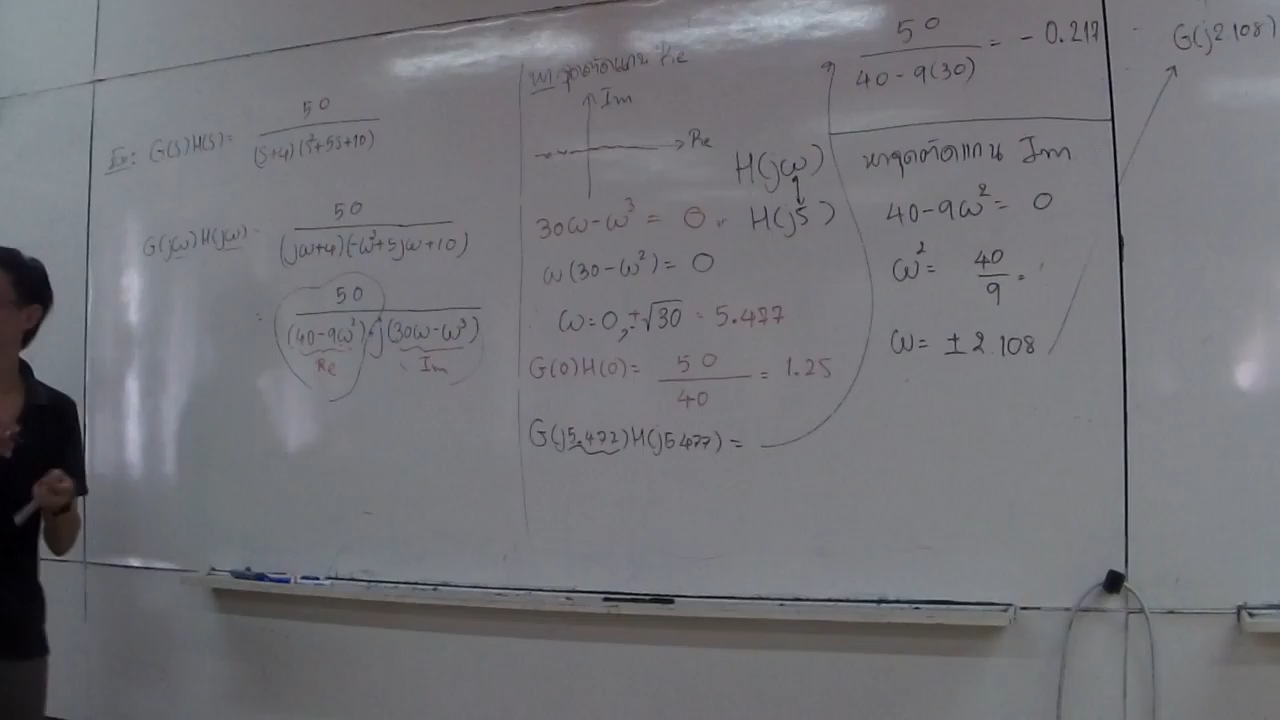 Ex: G(s)H(s) = 50 / (s+4)(s²+5s+10)
G(jω)H(jω) = 50 / (jω+4)(-ω²+5jω+10)
= 50 / (40-9ω²)+j(30ω-ω³)
Re Im
หาจุดตัดแกน Re
Im
Re
H(jω)
30ω-ω³ = 0 H(j5)
ω(30-ω²) = 0
ω = 0, ±√30 = 5.477
G(0)H(0) = 50 / 40 = 1.25
G(j5.472)H(j5477) =
50 / 40-9(30) = -0.217
หาจุดตัดแกน Im
40-9ω² = 0
ω² = 40 / 9 =
ω = ±2.108
G(j2.108)